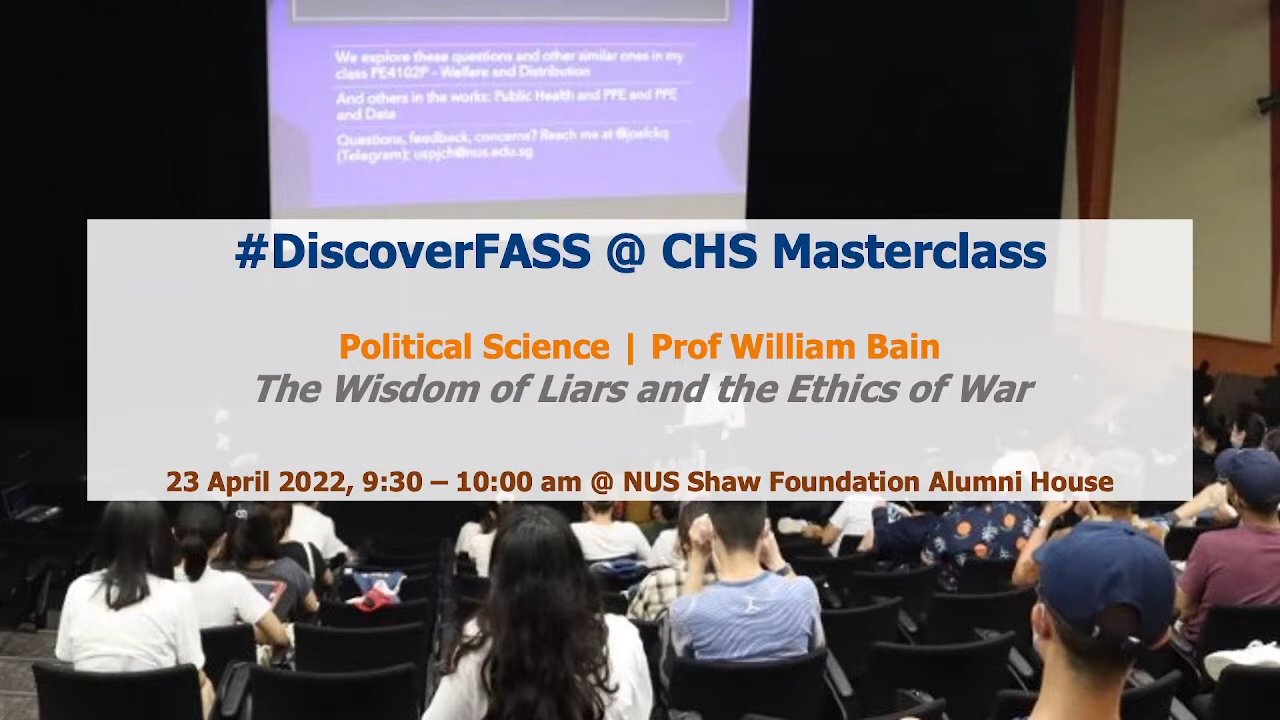 We explore these questions and other similar ones in my
class PE4102P - Welfare and Distribution
And others in the works: Public Health and PPE and PPE
and Data
Questions, feedback, concerns? Reach me at @joelckq
(Telegram); uspjch@nus.edu.sg
#DiscoverFASS @ CHS Masterclass
Political Science | Prof William Bain
The Wisdom of Liars and the Ethics of War
23 April 2022, 9:30 – 10:00 am @ NUS Shaw Foundation Alumni House